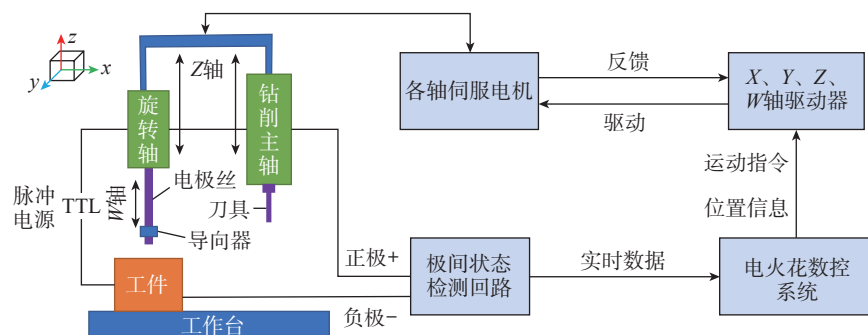 z
y
x
Z轴
旋转轴
钻削主轴
各轴伺服电机
反馈
驱动
X、Y、Z、
W轴驱动器
运动指令
位置信息
脉冲
电源
TTL
W轴
电极丝
导向器
刀具
工件
工作台
正极+
负极−
极间状态
检测回路
实时数据
电火花数控
系统